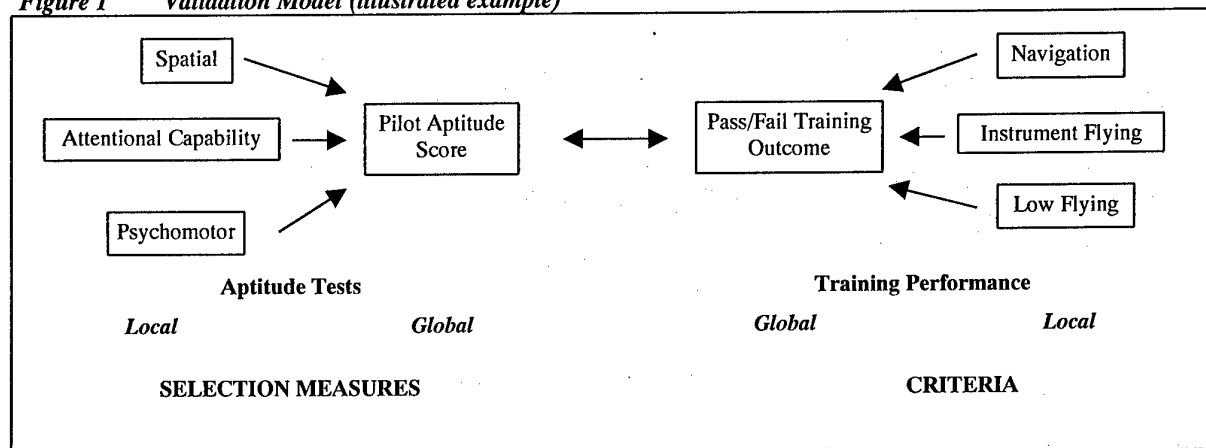 Figure 1 Validation Model (illustrated example)
Spatial
Attentional Capability
Psychomotor
Pilot Aptitude
Score
Pass/Fail Training
Outcome
Navigation
Instrument Flying
Low Flying
Aptitude Tests
Training Performance
Local
Global
Global
Local
SELECTION MEASURES
CRITERIA